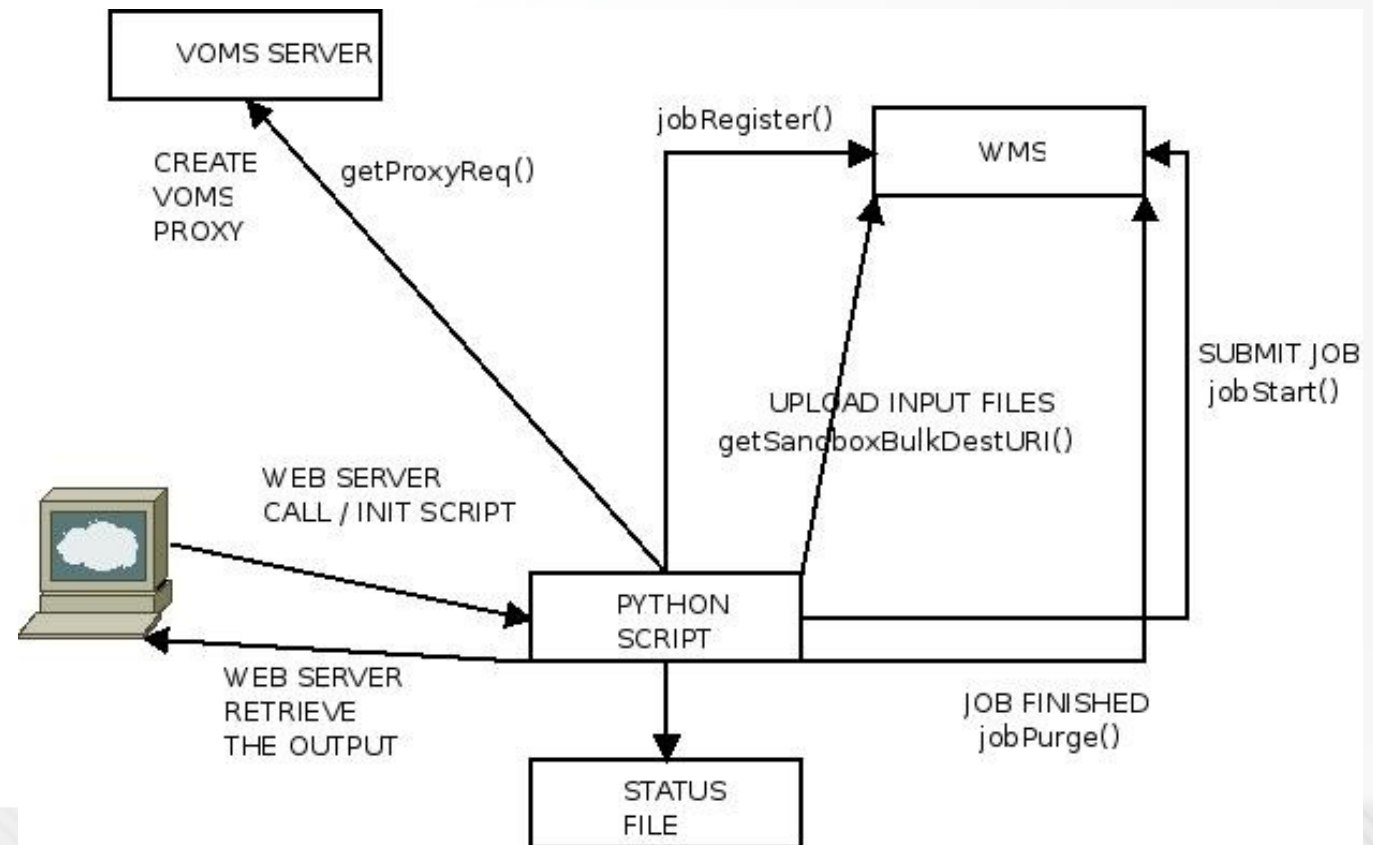 VOMS SERVER
jobRegister()
WMS
CREATE
VOMS
PROXY
getProxyReq()
SUBMIT JOB
jobStart()
UPLOAD INPUT FILES
getSandboxBulkDestURI()
WEB SERVER
CALL / INIT SCRIPT
PYTHON
SCRIPT
WEB SERVER
RETRIEVE
THE OUTPUT
JOB FINISHED
jobPurge()
STATUS
FILE